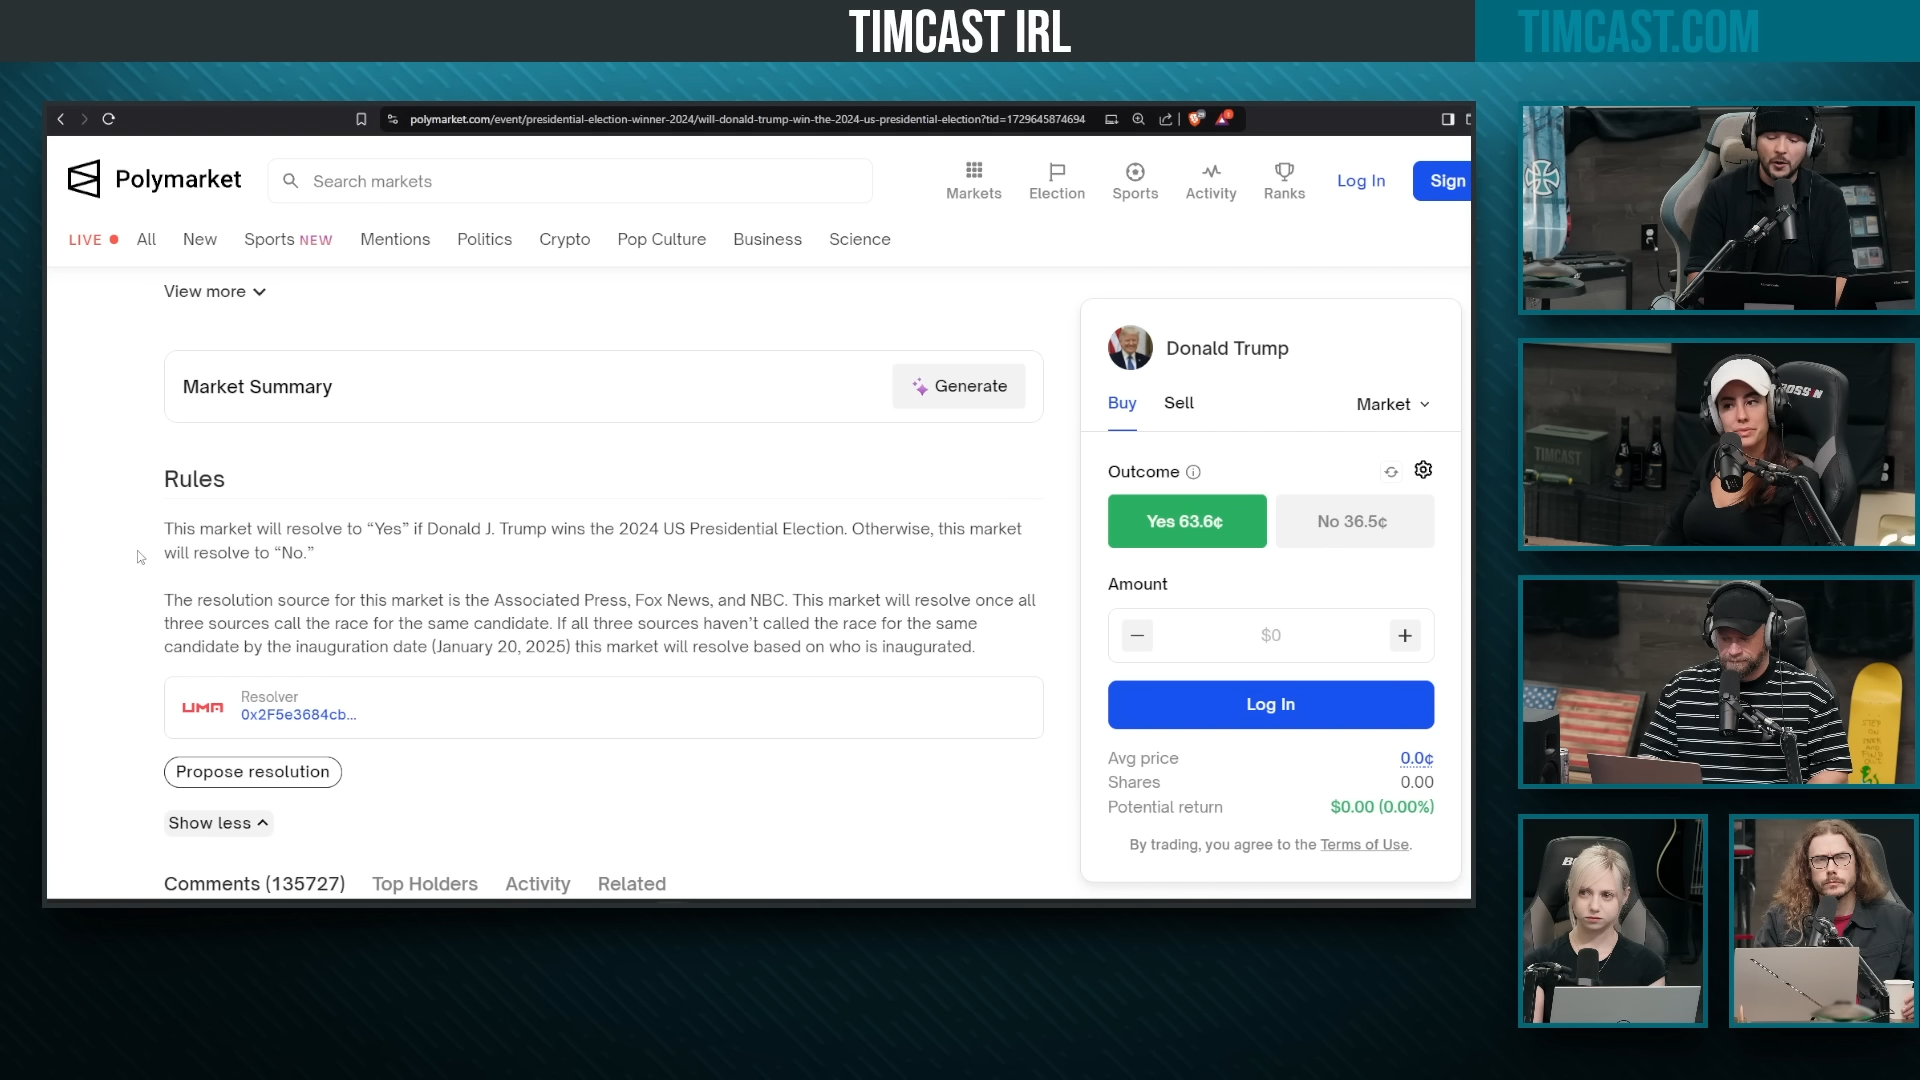 TIMCAST IRL
TIMCAST.COM
polymarket.com/event/presidential-election-winner-2024/will-donald-trump-win-the-2024-us-presidential-election?tid=1729645874694
Polymarket
Search markets
Markets
Election
Sports
Activity
Ranks
Log In
Sign
LIVE
All
New
Sports NEW
Mentions
Politics
Crypto
Pop Culture
Business
Science
View more
Market Summary
Generate
Rules
This market will resolve to “Yes” if Donald J. Trump wins the 2024 US Presidential Election. Otherwise, this market
will resolve to “No.”
The resolution source for this market is the Associated Press, Fox News, and NBC. This market will resolve once all
three sources call the race for the same candidate. If all three sources haven’t called the race for the same
candidate by the inauguration date (January 20, 2025) this market will resolve based on who is inaugurated.
UMA
Resolver
0x2F5e3684cb...
Propose resolution
Show less
Comments (135727)
Top Holders
Activity
Related
Donald Trump
Buy
Sell
Market
Outcome
Yes 63.6¢
No 36.5¢
Amount
$0
Log In
Avg price
0.0¢
Shares
0.00
Potential return
$0.00 (0.00%)
By trading, you agree to the Terms of Use.
TIMCAST